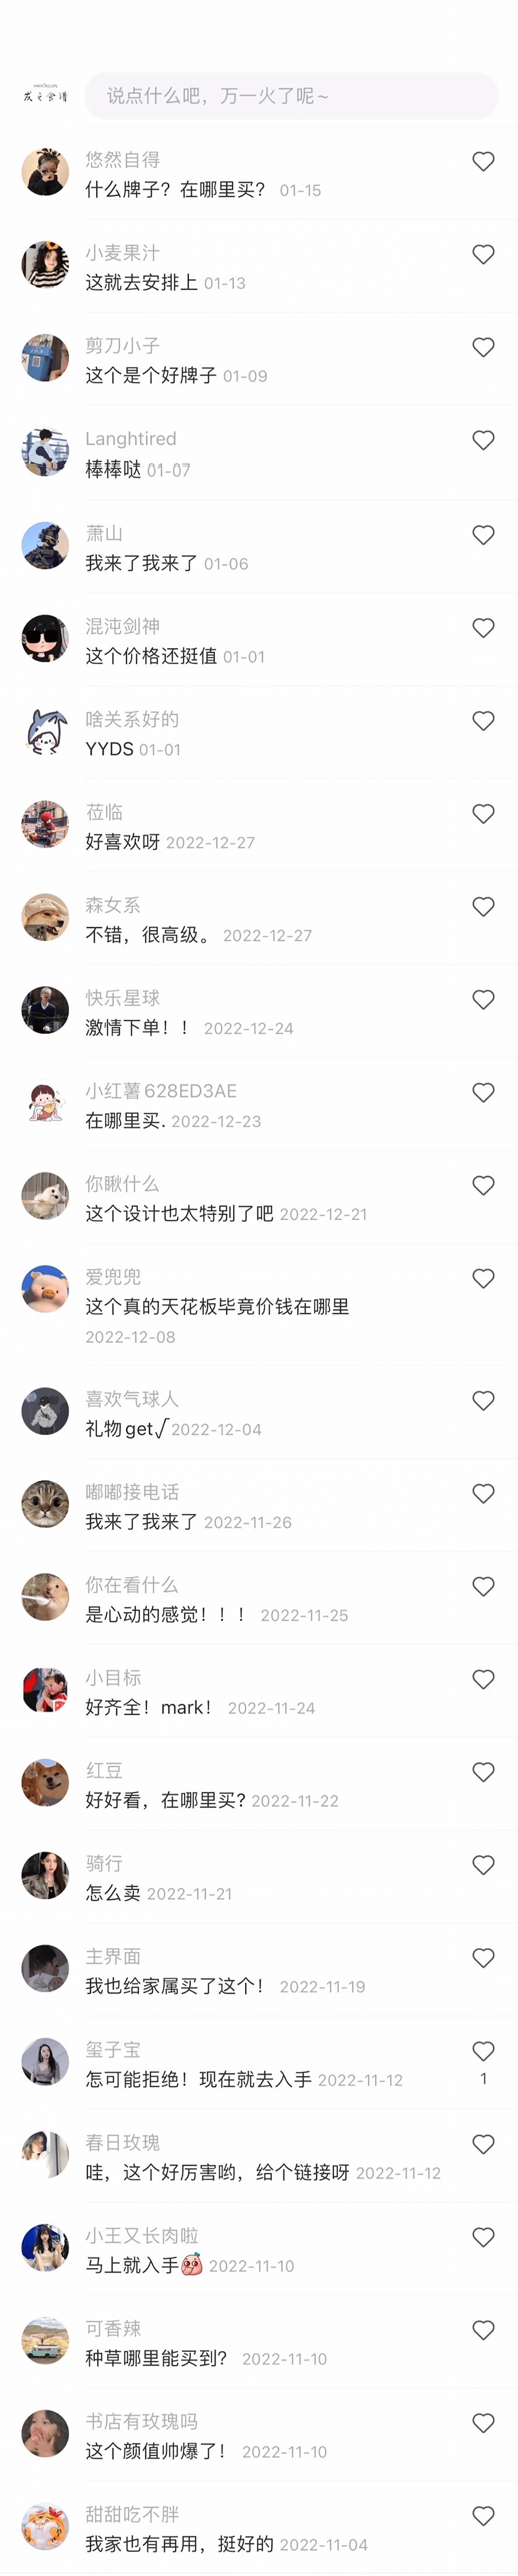 说点什么吧，万一火了呢~
悠然自得
什么牌子？在哪里买？ 01-15
小麦果汁
这就去安排上 01-13
剪刀小子
这个是个好牌子 01-09
Langhtired
棒棒哒 01-07
萧山
我来了我来了 01-06
混沌剑神
这个价格还挺值 01-01
啥关系好的
YYDS 01-01
莅临
好喜欢呀 2022-12-27
森女系
不错，很高级。 2022-12-27
快乐星球
激情下单！！ 2022-12-24
小红薯628ED3AE
在哪里买. 2022-12-23
你瞅什么
这个设计也太特别了吧 2022-12-21
爱兜兜
这个真的天花板毕竟价钱在哪里
2022-12-08
喜欢气球人
礼物get√ 2022-12-04
嘟嘟接电话
我来了我来了 2022-11-26
你在看什么
是心动的感觉！！！ 2022-11-25
小目标
好齐全！mark！ 2022-11-24
红豆
好好看，在哪里买? 2022-11-22
骑行
怎么卖 2022-11-21
主界面
我也给家属买了这个！ 2022-11-19
玺子宝
怎可能拒绝！现在就去入手 2022-11-12
1
春日玫瑰
哇，这个好厉害哟，给个链接呀 2022-11-12
小王又长肉啦
马上就入手 2022-11-10
可香辣
种草哪里能买到？ 2022-11-10
书店有玫瑰吗
这个颜值帅爆了！ 2022-11-10
甜甜吃不胖
我家也有再用，挺好的 2022-11-04